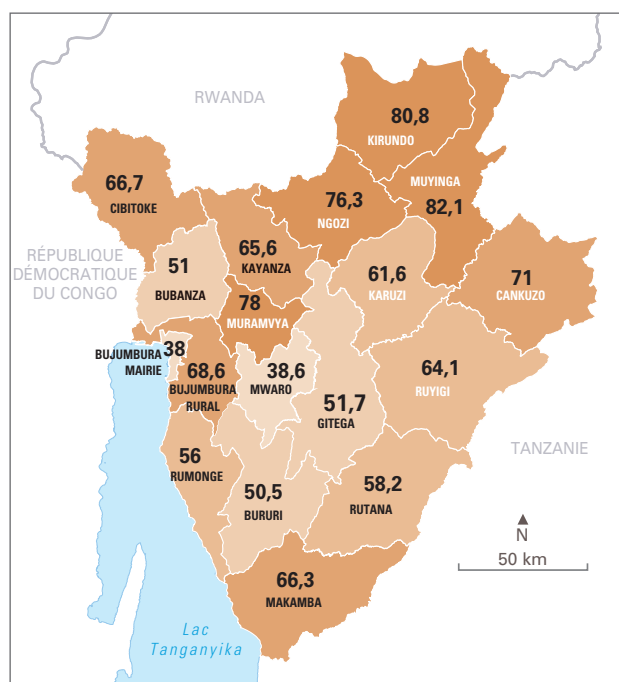 RWANDA
80,8
KIRUNDO
MUYINGA
82,1
76,3
NGOZI
66,7
CIBITOKE
65,6
KAYANZA
RÉPUBLIQUE
DÉMOCRATIQUE
DU CONGO
51
BUBANZA
61,6
KARUZI
71
CANKUZO
78
MURAMVYA
BUJUMBURA
MAIRIE
38
68,6
BUJUMBURA
RURAL
38,6
MWARO
51,7
GITEGA
64,1
RUYIGI
TANZANIE
56
RUMONGE
50,5
BURURI
58,2
RUTANA
N
50 km
66,3
MAKAMBA
Lac
Tanganyika